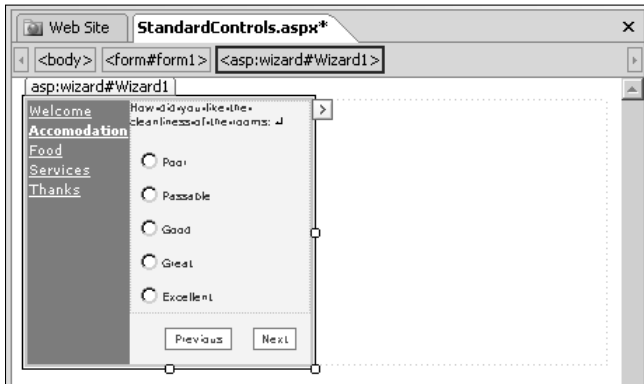 Web Site
StandardControls.aspx*
<body> <form#form1> <asp:wizard#Wizard1>
asp:wizard#Wizard1
Welcome
Accomodation
Food
Services
Thanks
How did you like the
cleanliness of the rooms:
Poor
Passable
Good
Great
Excellent
Previous
Next